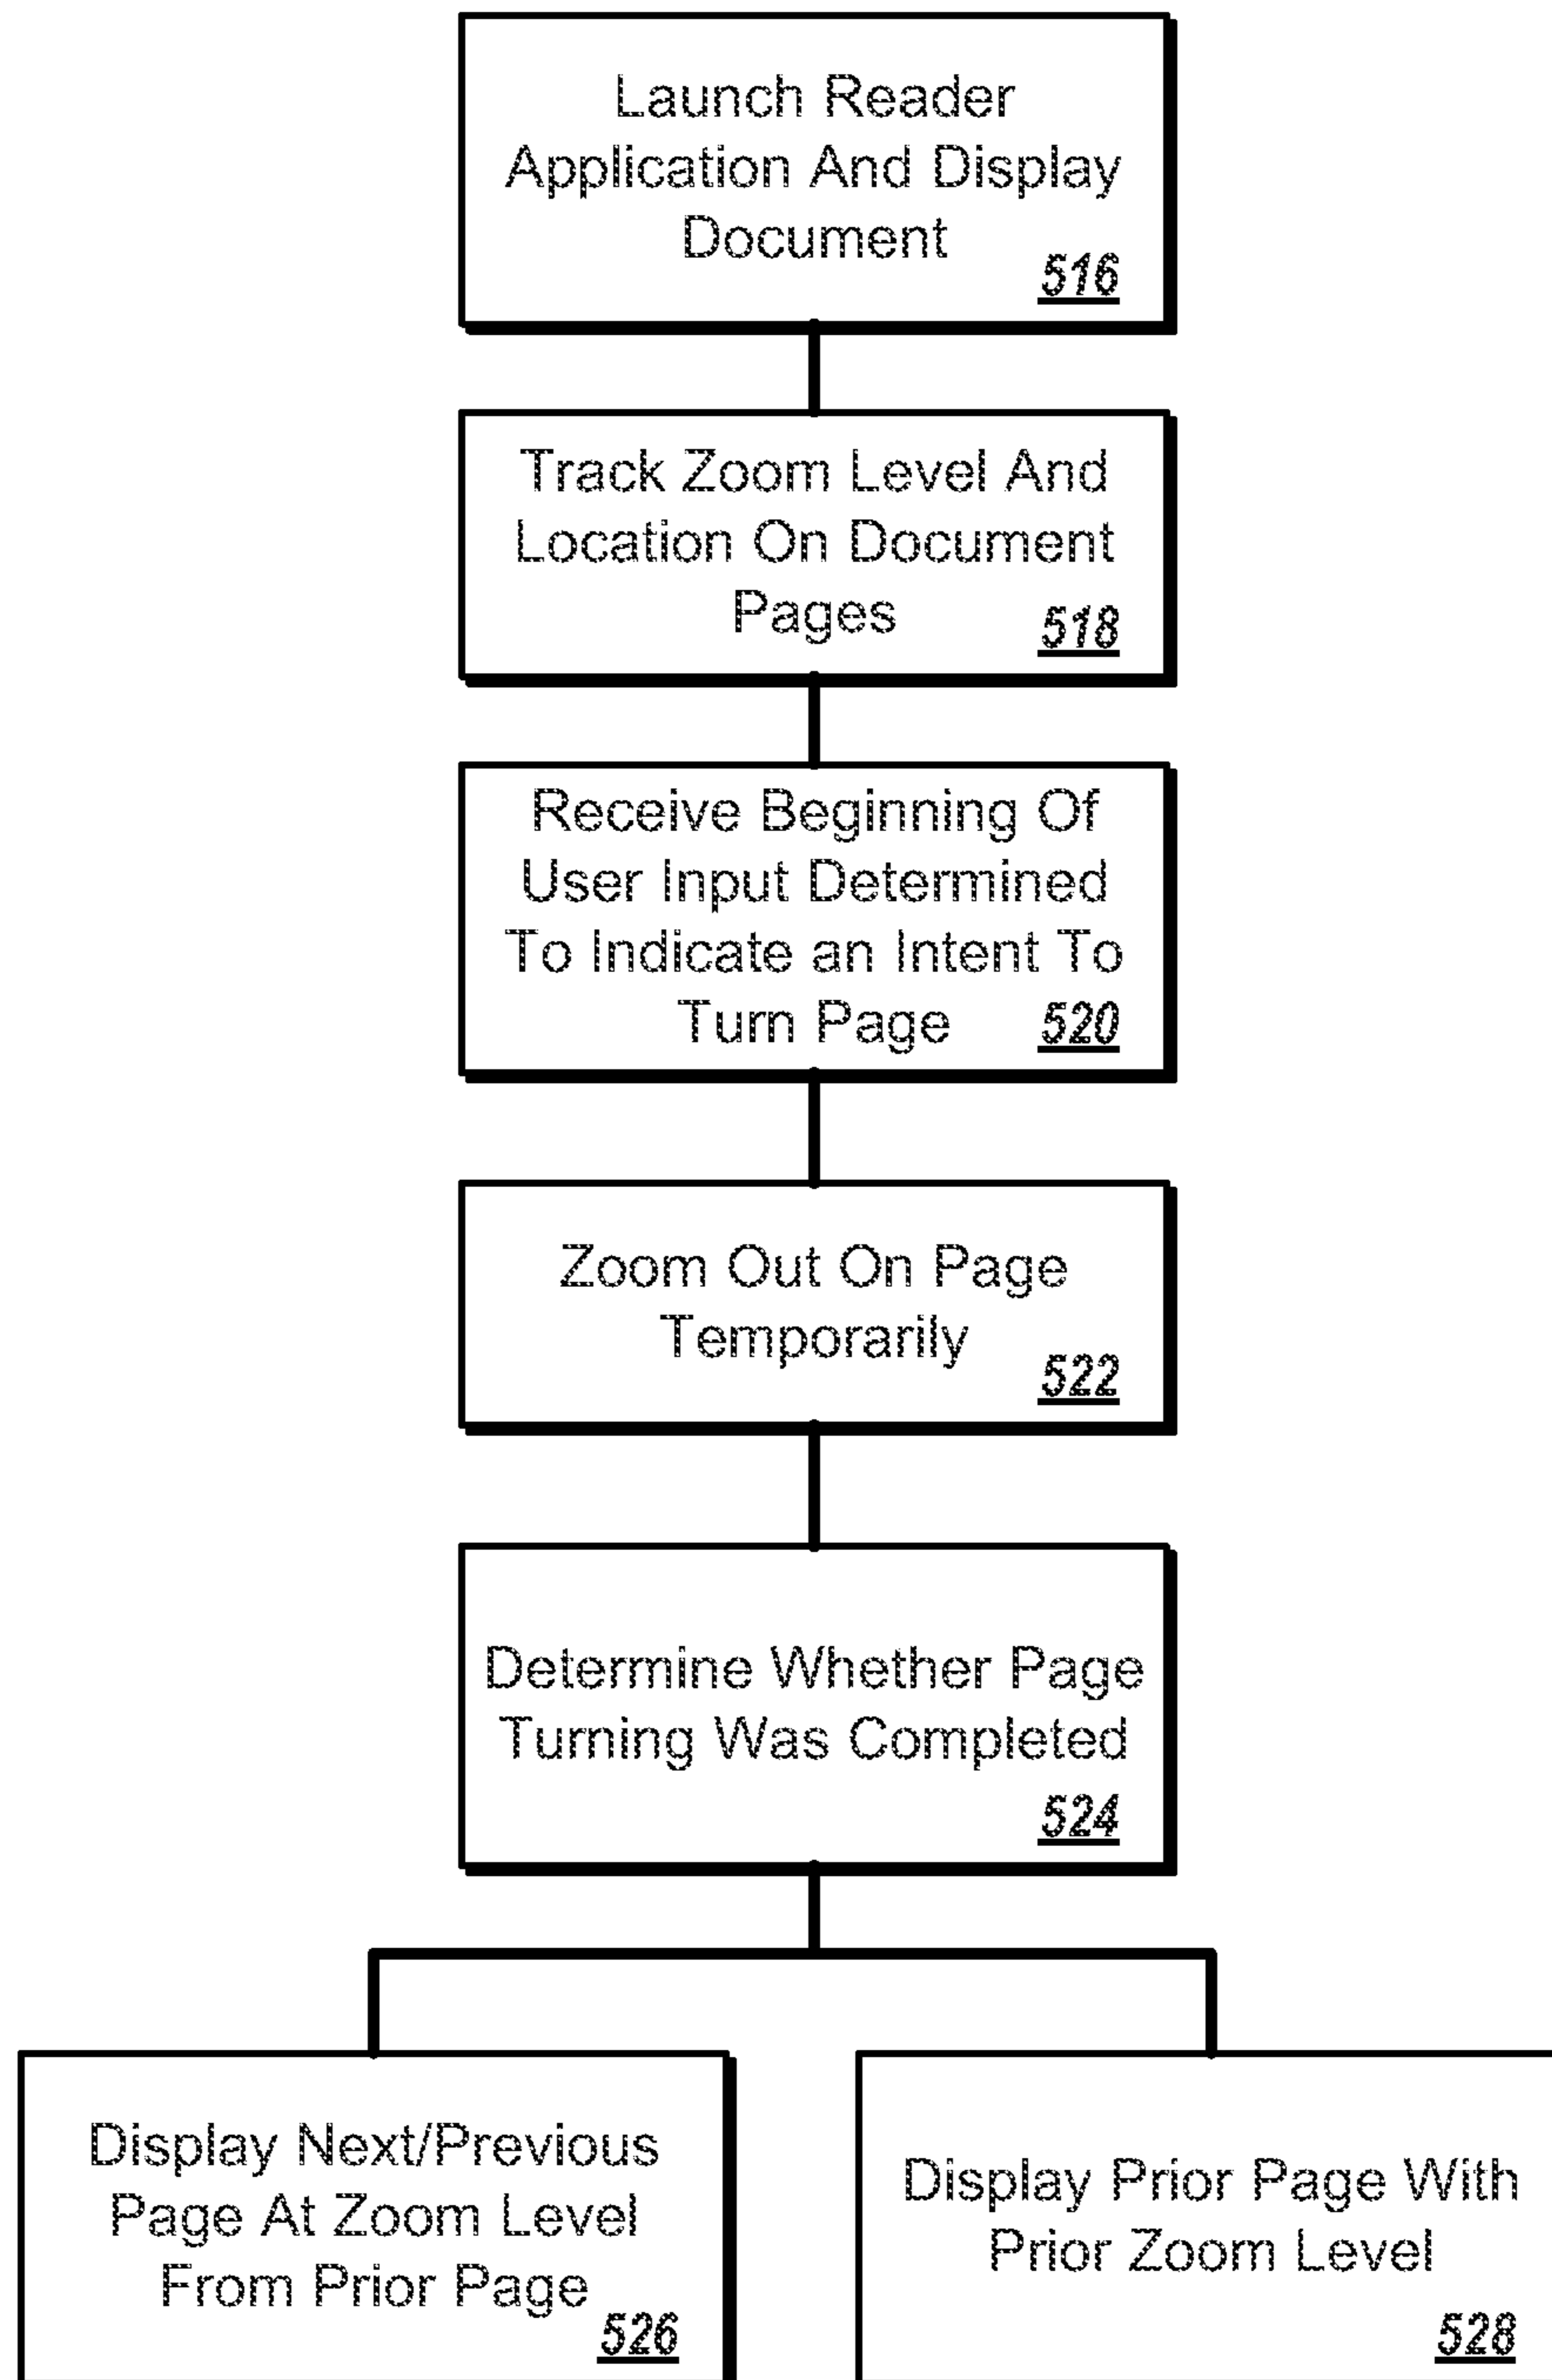 Launch Reader
Application And Display
Document
516
Track Zoom Level And
Location On Document
Pages
518
Receive Beginning Of
User Input Determined
To Indicate an Intent To
Turn Page
520
Zoom Out On Page
Temporarily
522
Determine Whether Page
Turning Was Completed
524
Display Next/Previous
Page At Zoom Level
From Prior Page
526
Display Prior Page With
Prior Zoom Level
528